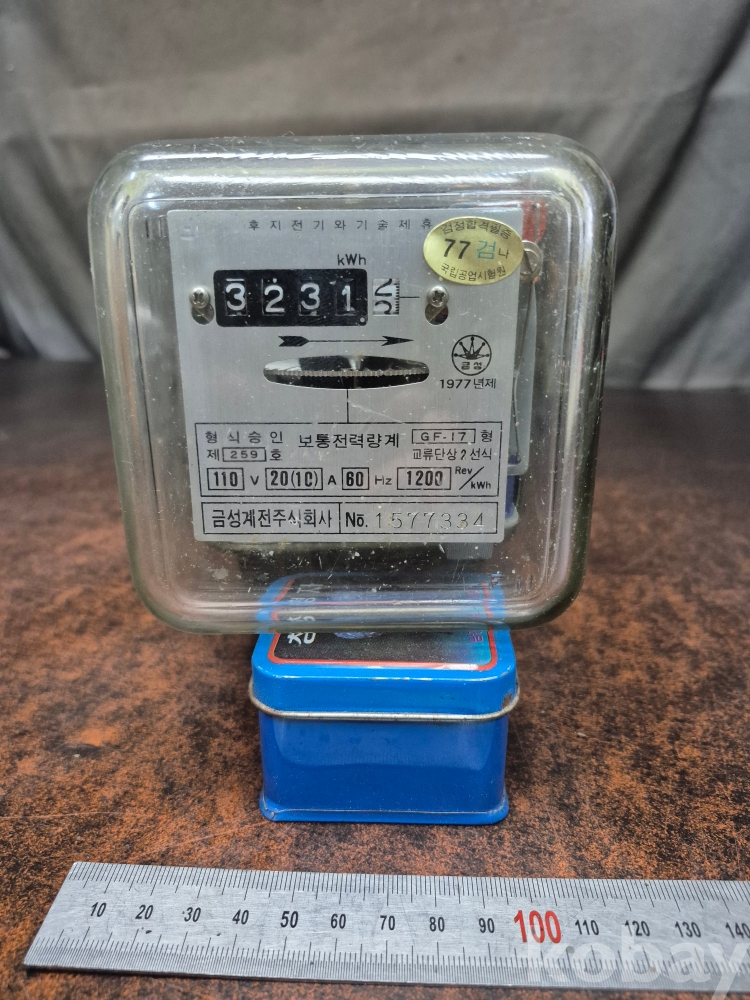 후지전기와기술제휴
검정합격필증
77검나
국립공업시험원
kWh
3231
금성
1977년제
형식승인 보통전력량계 GF-17 형
제 259 호 교류단상2선식
110 V 20(10) A 60 Hz 1200 Rev/kWh
금성계전주식회사 No. 1577334
10 20 30 40 50 60 70 80 90 100 110 120 130 140
kobay